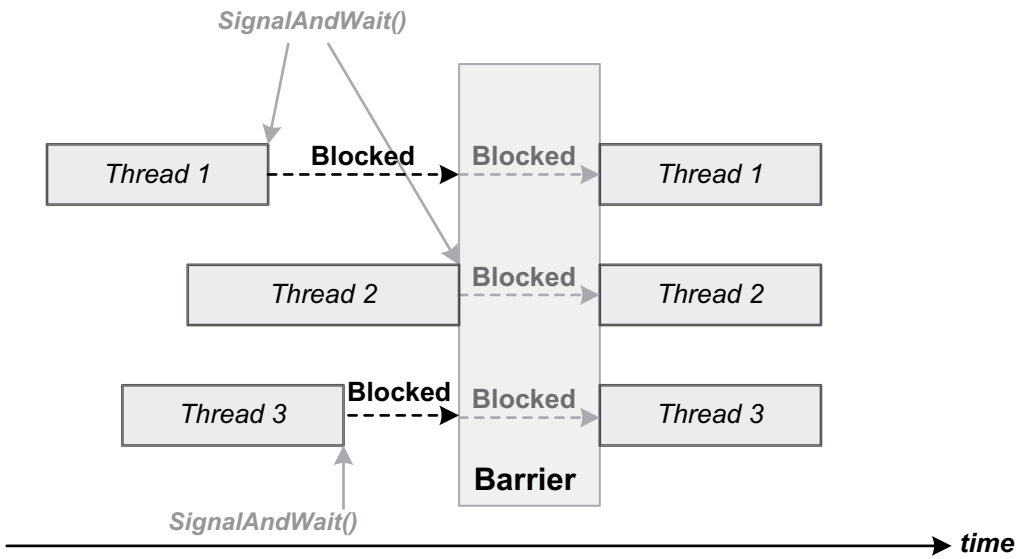 SignalAndWait()
Blocked
Blocked
Thread 1
Thread 1
Blocked
Thread 2
Thread 2
Blocked
Blocked
Thread 3
Thread 3
Barrier
SignalAndWait()
time